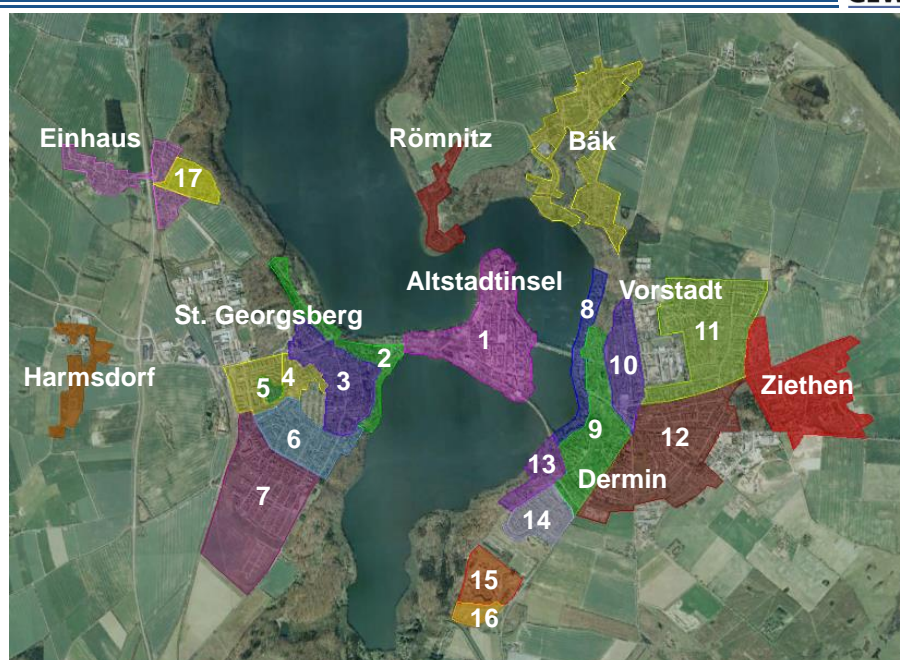 Einhaus
Römnitz
Bäk
17
Altstadtinsel
Vorstadt
8
St. Georgsberg
11
1
2
10
Harmsdorf
5
4
3
Ziethen
6
9
12
13
Dermin
7
14
15
16